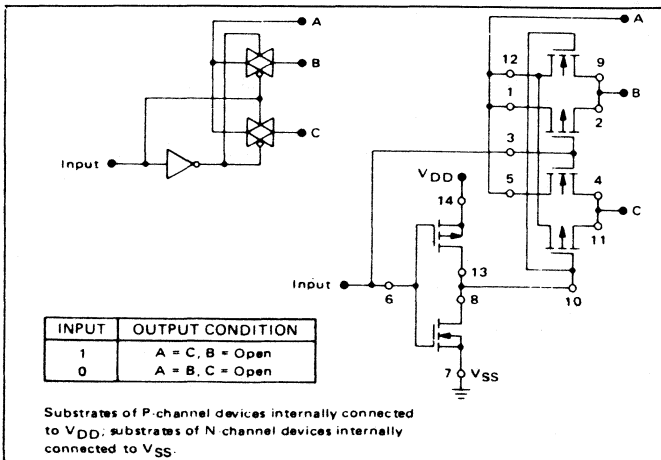 A
B
C
Input
A
12
9
1
B
2
3
VDD
5
4
14
C
11
13
Input
6
8
10
7
VSS
INPUT OUTPUT CONDITION
1 A = C, B = Open
0 A = B, C = Open
Substrates of P-channel devices internally connected
to VDD; substrates of N-channel devices internally
connected to VSS.